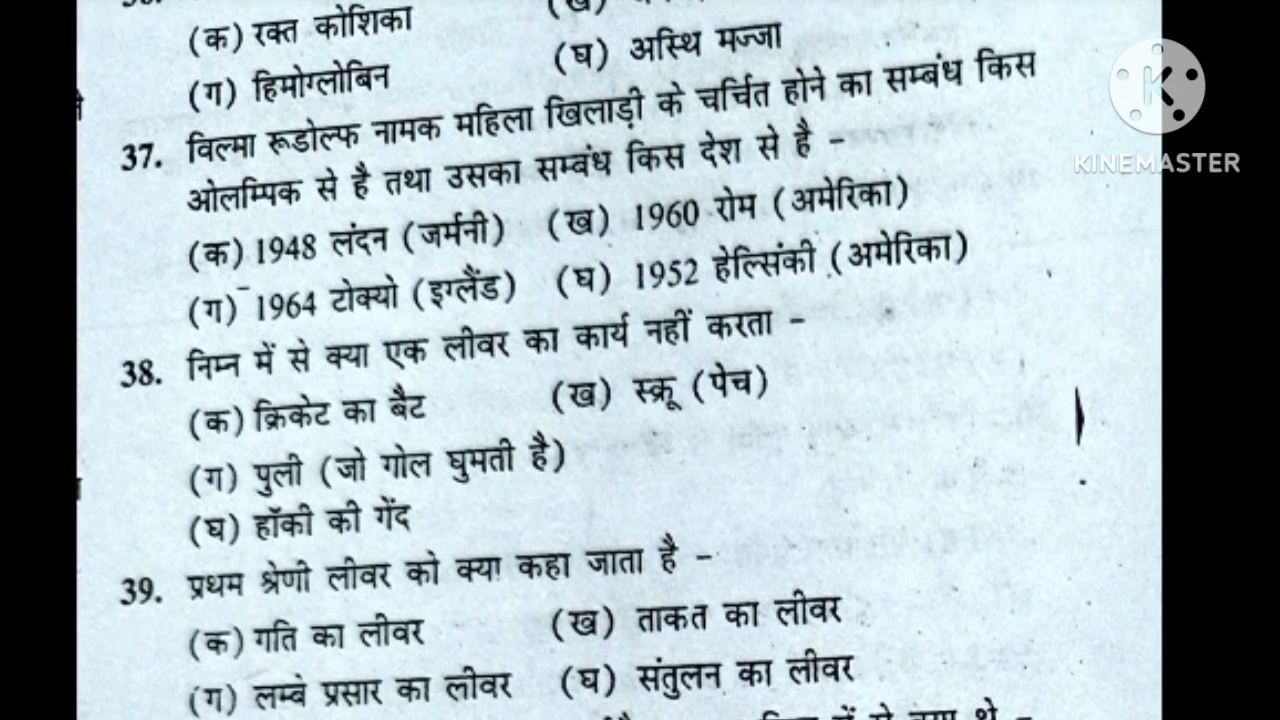 (क) रक्त कोशिका
(ग) हिमोग्लोबिन (घ) अस्थि मज्जा
37. विल्मा रूडोल्फ नामक महिला खिलाड़ी के चर्चित होने का सम्बंध किस
ओलम्पिक से है तथा उसका सम्वंध किस देश से है -
(क) 1948 लंदन (जर्मनी) (ख) 1960 रोम (अमेरिका)
(ग) 1964 टोक्यो (इग्लैंड) (घ) 1952 हेल्सिंकी (अमेरिका)
38. निम्न में से क्या एक लीवर का कार्य नहीं करता -
(क) क्रिकेट का बैट (ख) स्क्रू (पेच)
(ग) पुली (जो गोल घुमती है)
(घ) हॉकी की गेंद
39. प्रथम श्रेणी लीवर को क्या कहा जाता है -
(क) गति का लीवर (ख) ताकत का लीवर
(ग) लम्वे प्रसार का लीवर (घ) संतुलन का लीवर
KINEMASTER